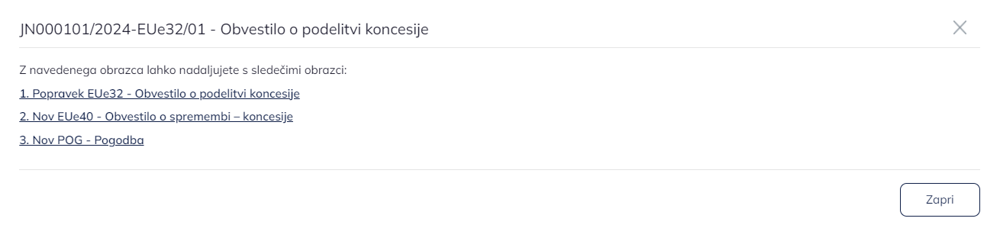 JN000101/2024-EUe32/01 - Obvestilo o podelitvi koncesije
Z navedenega obrazca lahko nadaljujete s sledečimi obrazci:
1. Popravek EUe32 - Obvestilo o podelitvi koncesije
2. Nov EUe40 - Obvestilo o spremembi – koncesije
3. Nov POG - Pogodba
Zapri